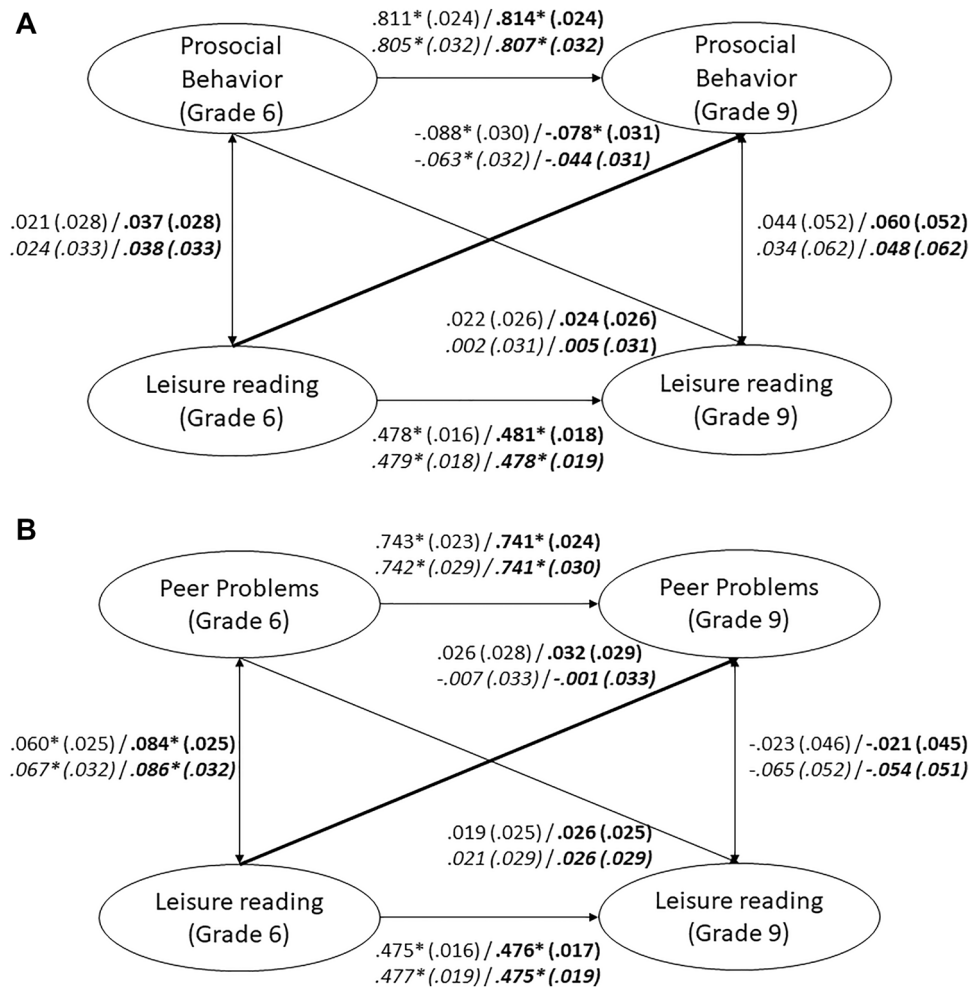 A
.811* (.024) / .814* (.024)
.805* (.032) / .807* (.032)
Prosocial
Behavior
(Grade 6)
Prosocial
Behavior
(Grade 9)
-.088* (.030) / -.078* (.031)
-.063* (.032) / -.044 (.031)
.021 (.028) / .037 (.028)
.024 (.033) / .038 (.033)
.044 (.052) / .060 (.052)
.034 (.062) / .048 (.062)
.022 (.026) / .024 (.026)
.002 (.031) / .005 (.031)
Leisure reading
(Grade 6)
Leisure reading
(Grade 9)
.478* (.016) / .481* (.018)
.479* (.018) / .478* (.019)
B
.743* (.023) / .741* (.024)
.742* (.029) / .741* (.030)
Peer Problems
(Grade 6)
Peer Problems
(Grade 9)
.026 (.028) / .032 (.029)
-.007 (.033) / -.001 (.033)
.060* (.025) / .084* (.025)
.067* (.032) / .086* (.032)
-.023 (.046) / -.021 (.045)
-.065 (.052) / -.054 (.051)
.019 (.025) / .026 (.025)
.021 (.029) / .026 (.029)
Leisure reading
(Grade 6)
Leisure reading
(Grade 9)
.475* (.016) / .476* (.017)
.477* (.019) / .475* (.019)